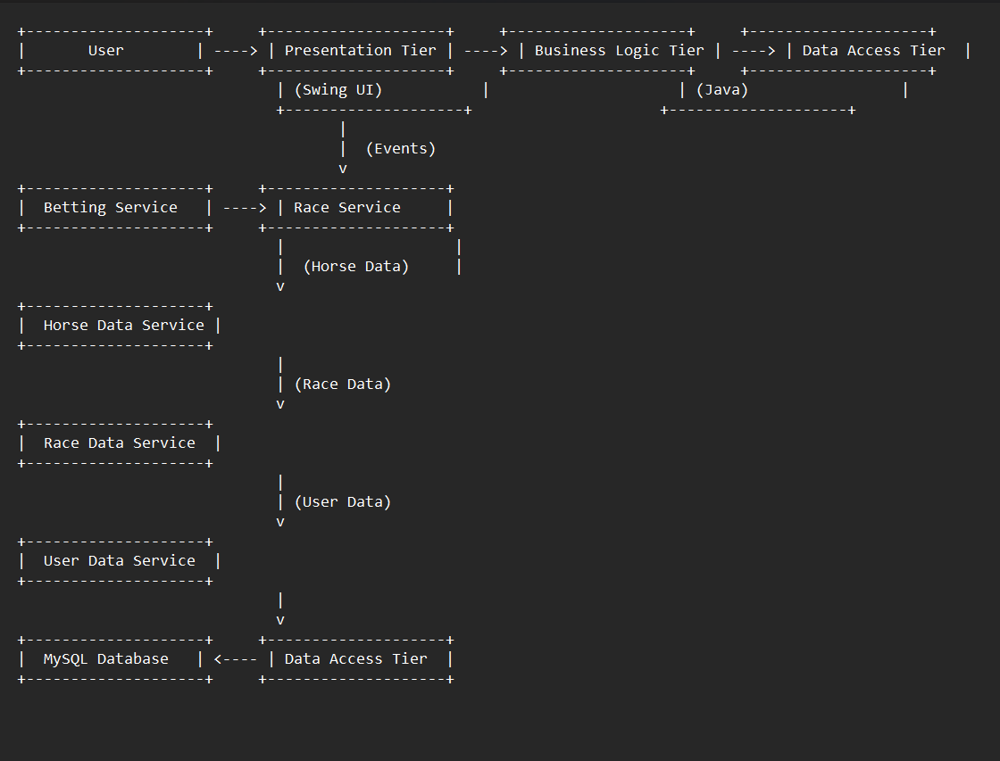 +--------------------+     +--------------------+     +--------------------+     +--------------------+
|       User        | ----> | Presentation Tier | ----> | Business Logic Tier | ----> | Data Access Tier  |
+--------------------+     +--------------------+     +--------------------+     +--------------------+
                             | (Swing UI)           |                     | (Java)                 |
                             +--------------------+                     +--------------------+
                                    |
                                    |  (Events)
                                    v
+--------------------+     +--------------------+
|  Betting Service   | ----> | Race Service     |
+--------------------+     +--------------------+
                             |                   |
                             |  (Horse Data)     |
                             v
+--------------------+
|  Horse Data Service |
+--------------------+
                             |
                             | (Race Data)
                             v
+--------------------+
|  Race Data Service  |
+--------------------+
                             |
                             | (User Data)
                             v
+--------------------+
|  User Data Service  |
+--------------------+
                             |
                             v
+--------------------+     +--------------------+
|  MySQL Database   | <---- | Data Access Tier  |
+--------------------+     +--------------------+